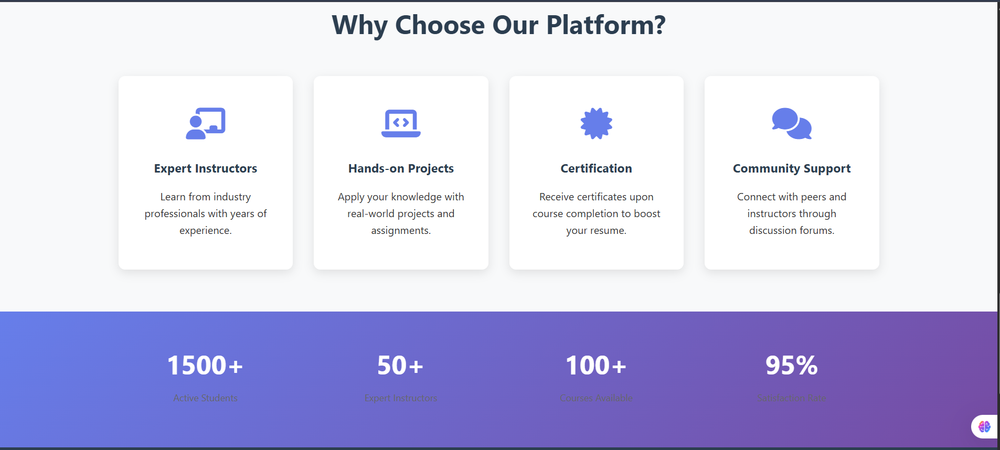 Why Choose Our Platform?
Expert Instructors
Learn from industry
professionals with years of
experience.
Hands-on Projects
Apply your knowledge with
real-world projects and
assignments.
Certification
Receive certificates upon
course completion to boost
your resume.
Community Support
Connect with peers and
instructors through
discussion forums.
1500+
Active Students
50+
Expert Instructors
100+
Courses Available
95%
Satisfaction Rate